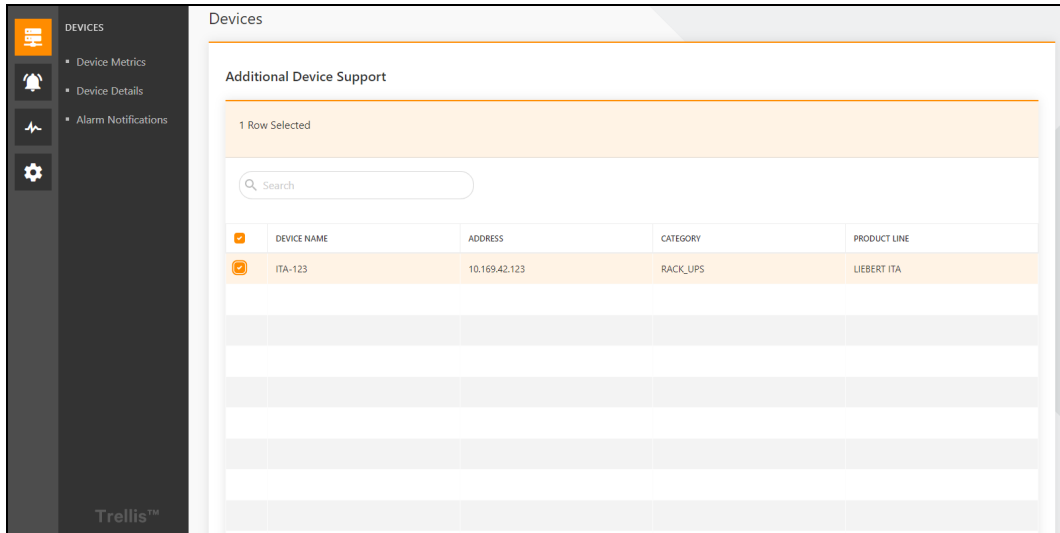 Devices
DEVICES
Device Metrics
Device Details
Alarm Notifications
Additional Device Support
1 Row Selected
Search
DEVICE NAME ADDRESS CATEGORY PRODUCT LINE
ITA-123 10.169.42.123 RACK_UPS LIEBERT ITA
Trellis™